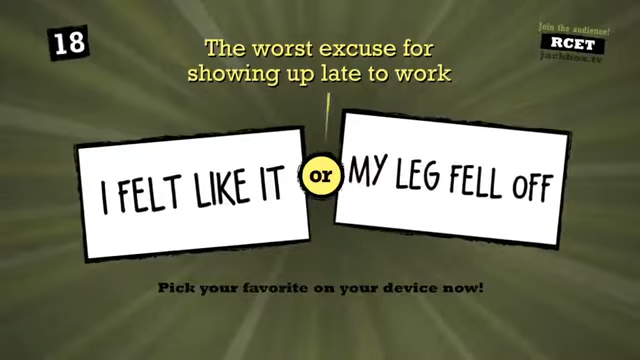 18
The worst excuse for
showing up late to work
Join the audience!
RCET
jackbox.tv
I FELT LIKE IT
or
MY LEG FELL OFF
Pick your favorite on your device now!